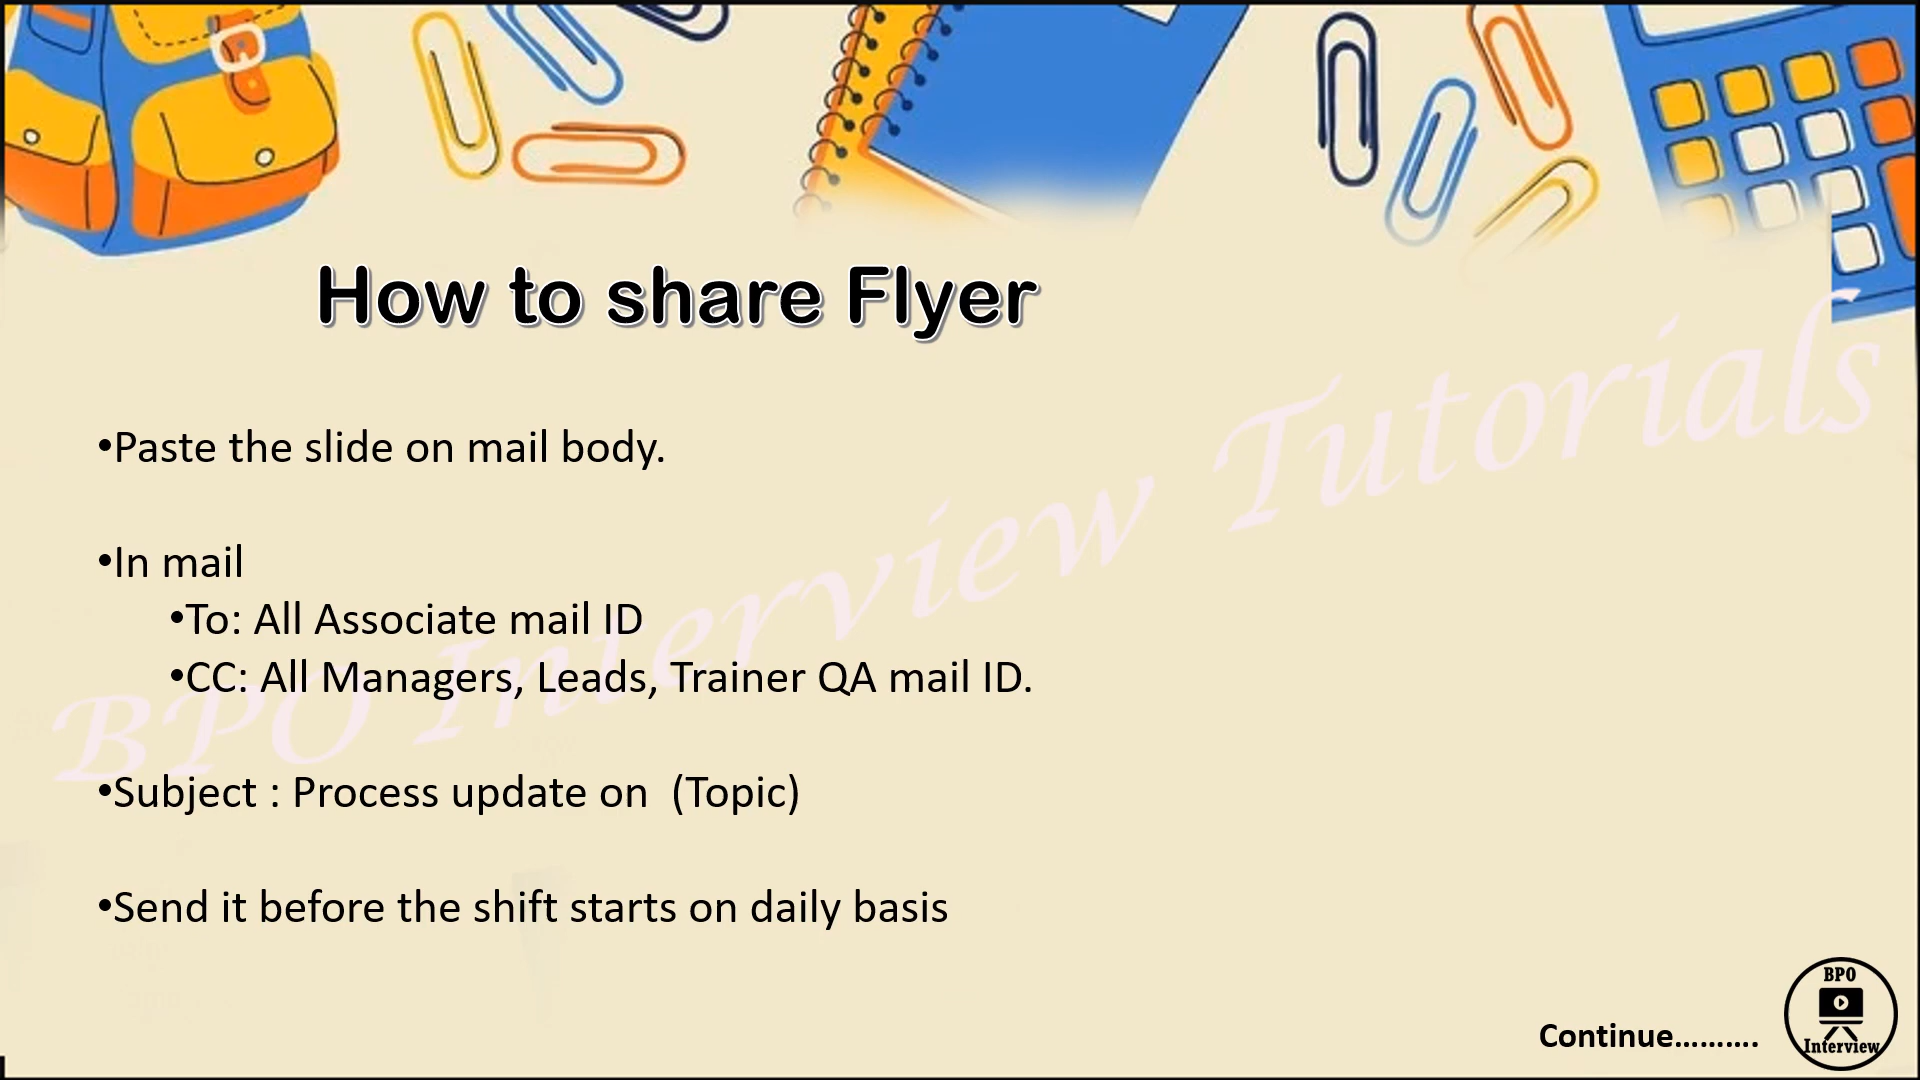 How to share Flyer
•Paste the slide on mail body.
•In mail
•To: All Associate mail ID
•CC: All Managers, Leads, Trainer QA mail ID.
•Subject : Process update on  (Topic)
•Send it before the shift starts on daily basis
BPO Interview Tutorials
Continue……….
BPO
Interview